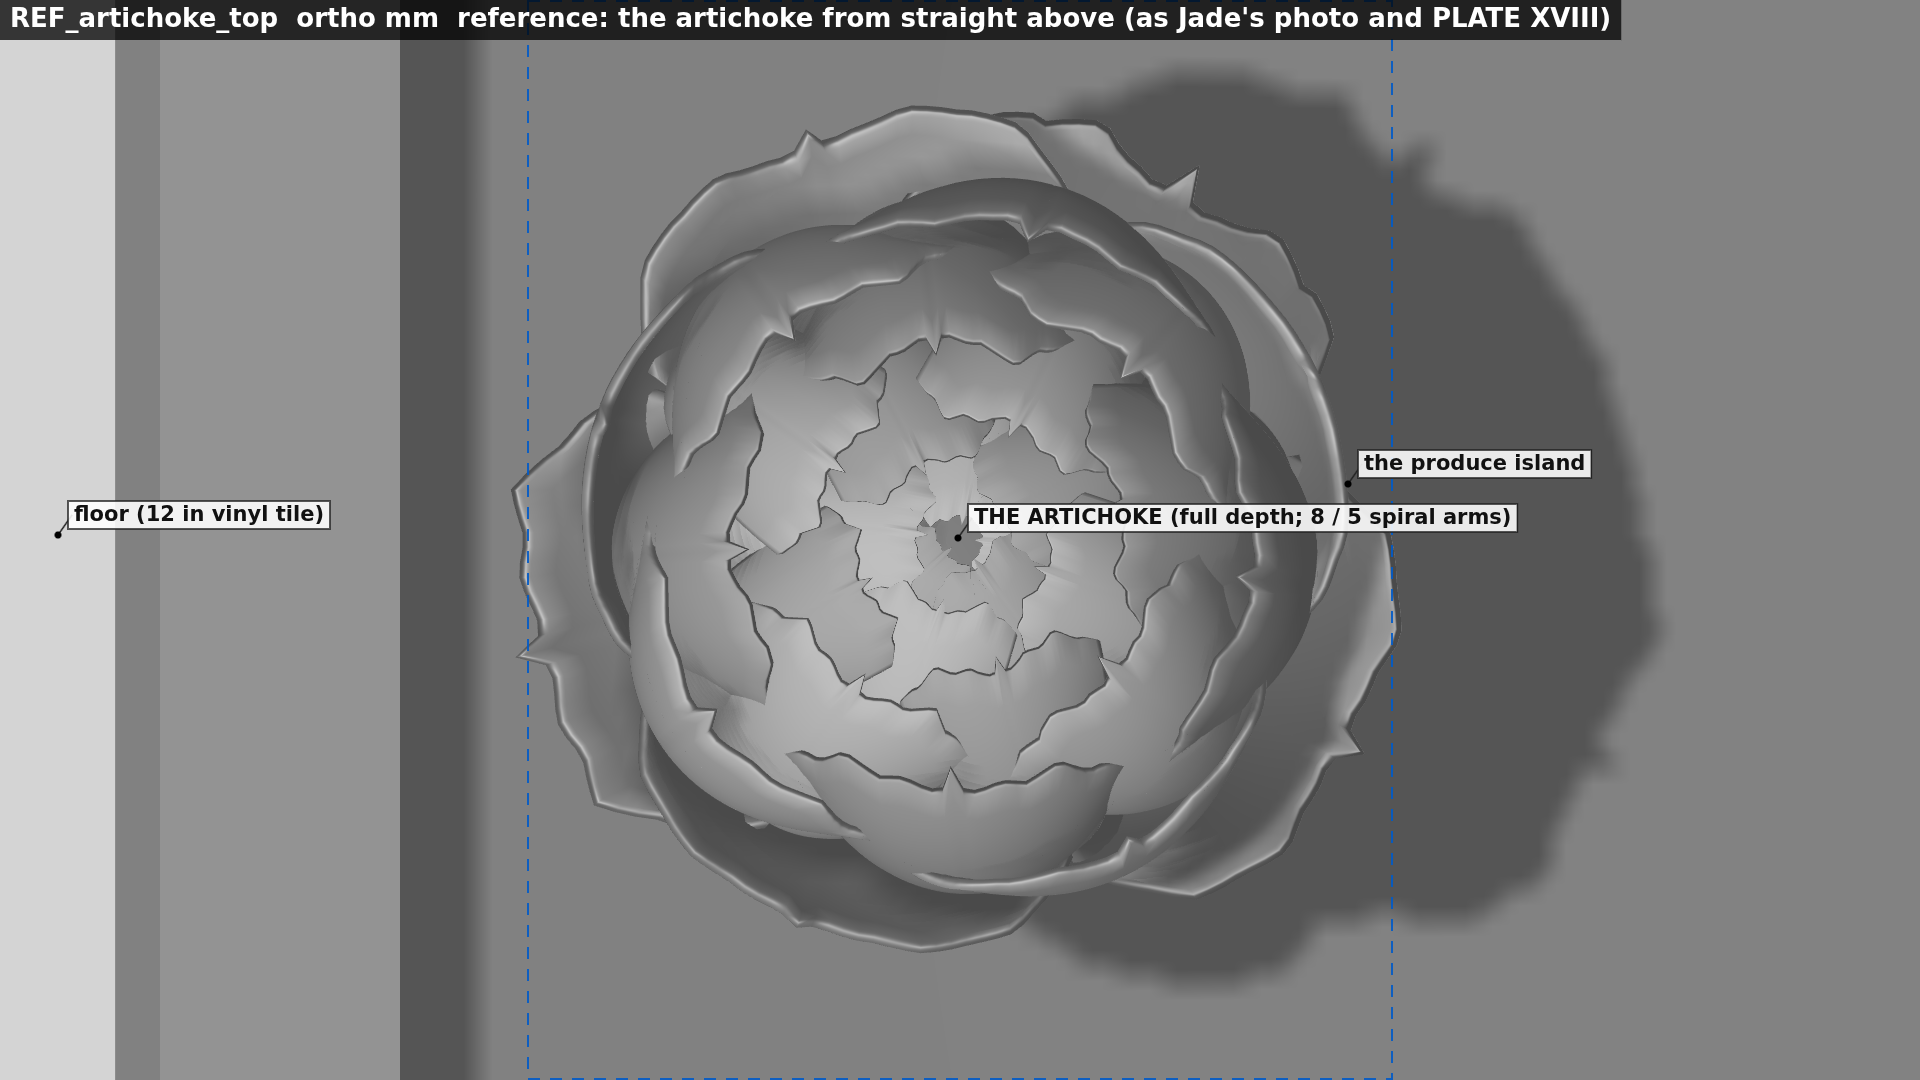 REF_artichoke_top ortho mm reference: the artichoke from straight above (as Jade's photo and PLATE XVIII)
the produce island
floor (12 in vinyl tile)
THE ARTICHOKE (full depth; 8 / 5 spiral arms)